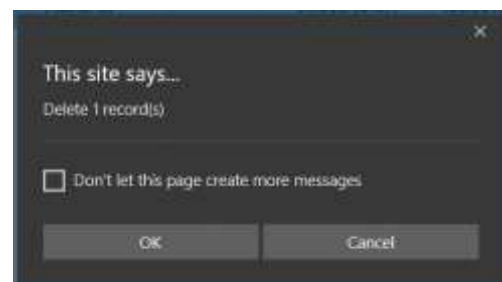 This site says...
Delete 1 record(s)
Don't let this page create more messages
OK
Cancel